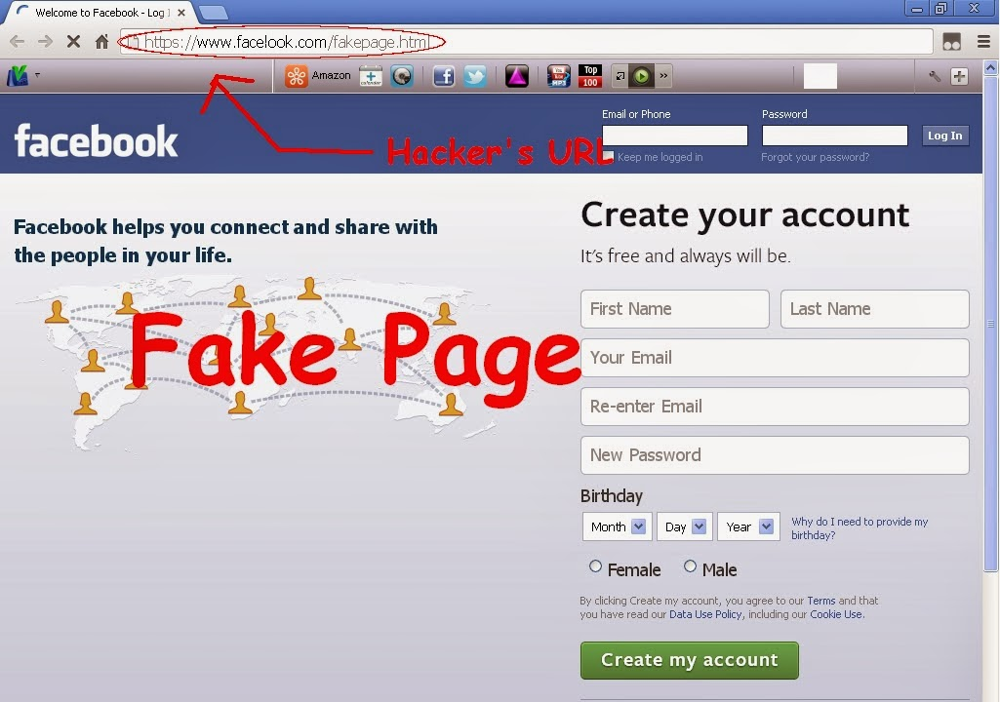 Welcome to Facebook - Log I
https://www.facelook.com/fakepage.htm
Amazon
calendar
You Tube MP3
Top 100
facebook
Email or Phone
Password
Log In
Keep me logged in
Forgot your password?
Hacker's URL
Facebook helps you connect and share with
the people in your life.
Fake Page
Create your account
It's free and always will be.
First Name
Last Name
Your Email
Re-enter Email
New Password
Birthday
Month
Day
Year
Why do I need to provide my
birthday?
Female
Male
By clicking Create my account, you agree to our Terms and that
you have read our Data Use Policy, including our Cookie Use.
Create my account